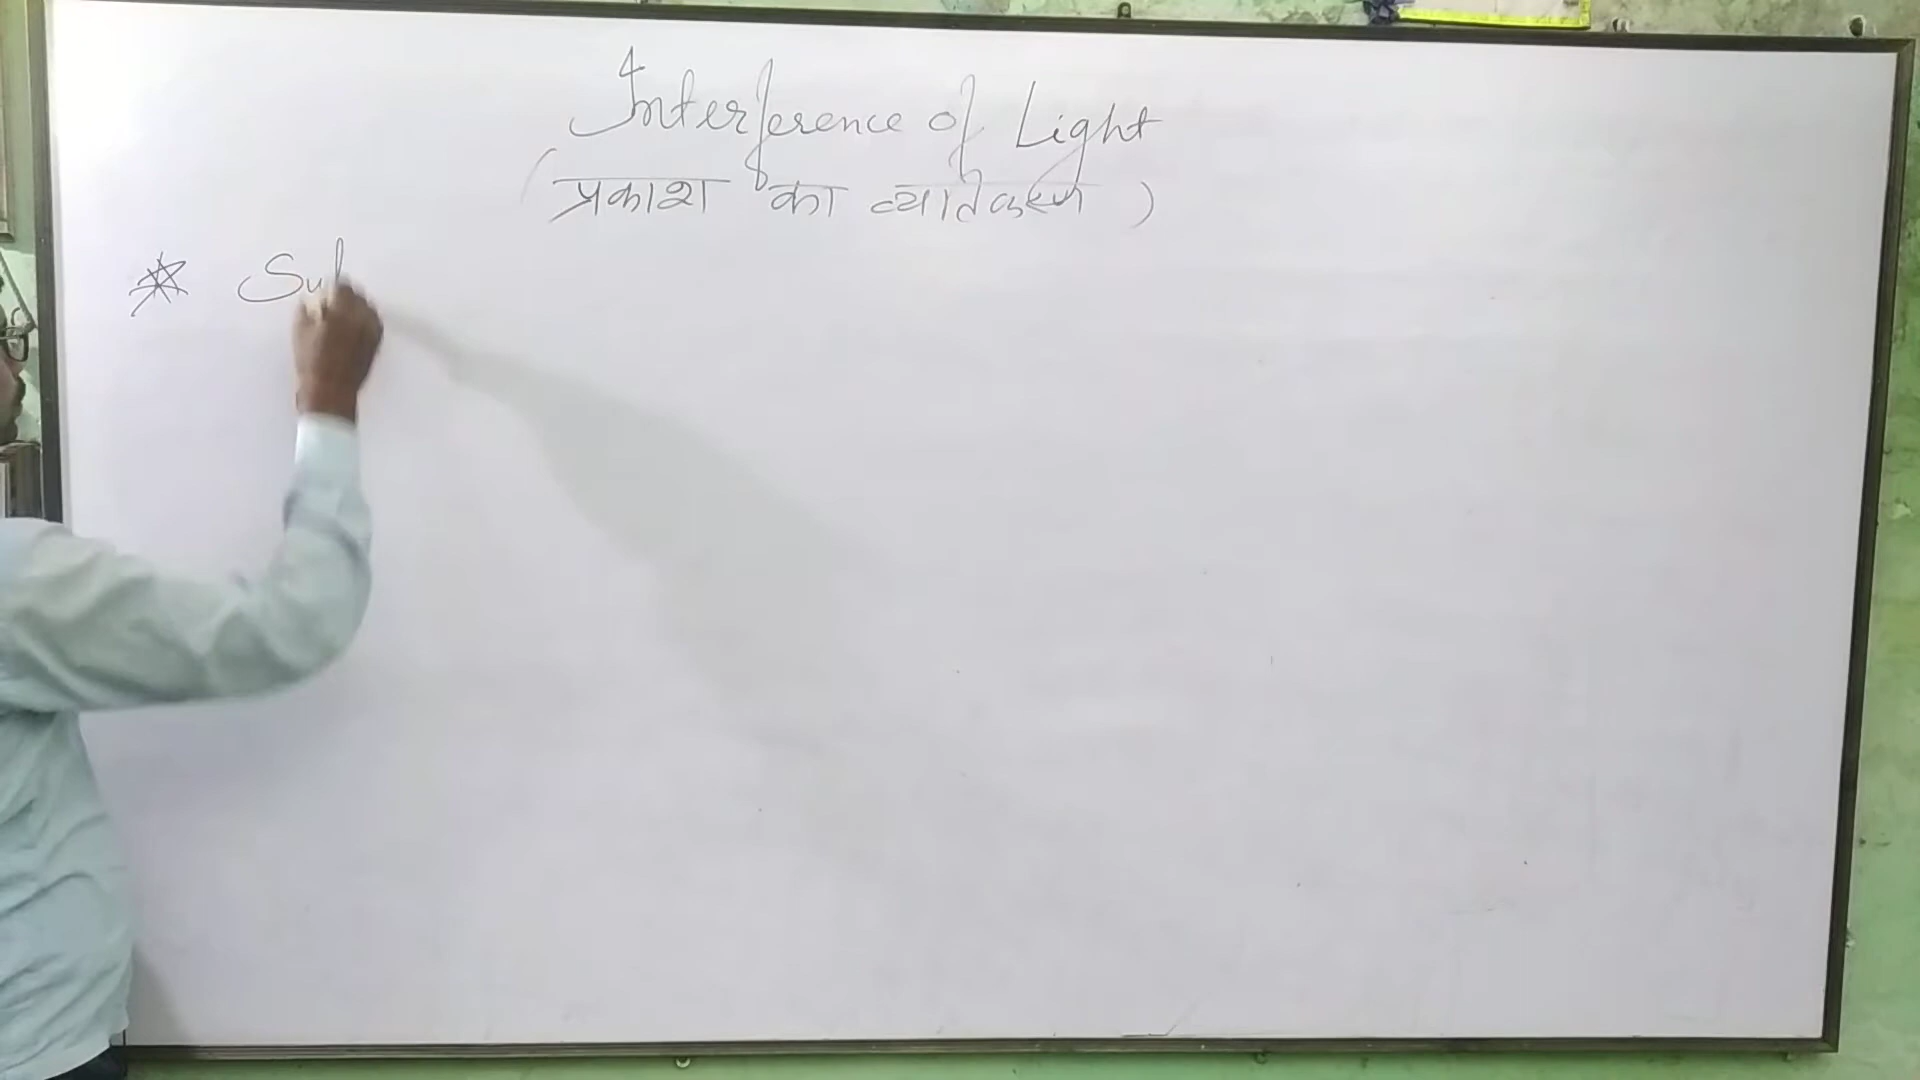 Interference of Light
(प्रकाश का व्यतिकरण)
* Su